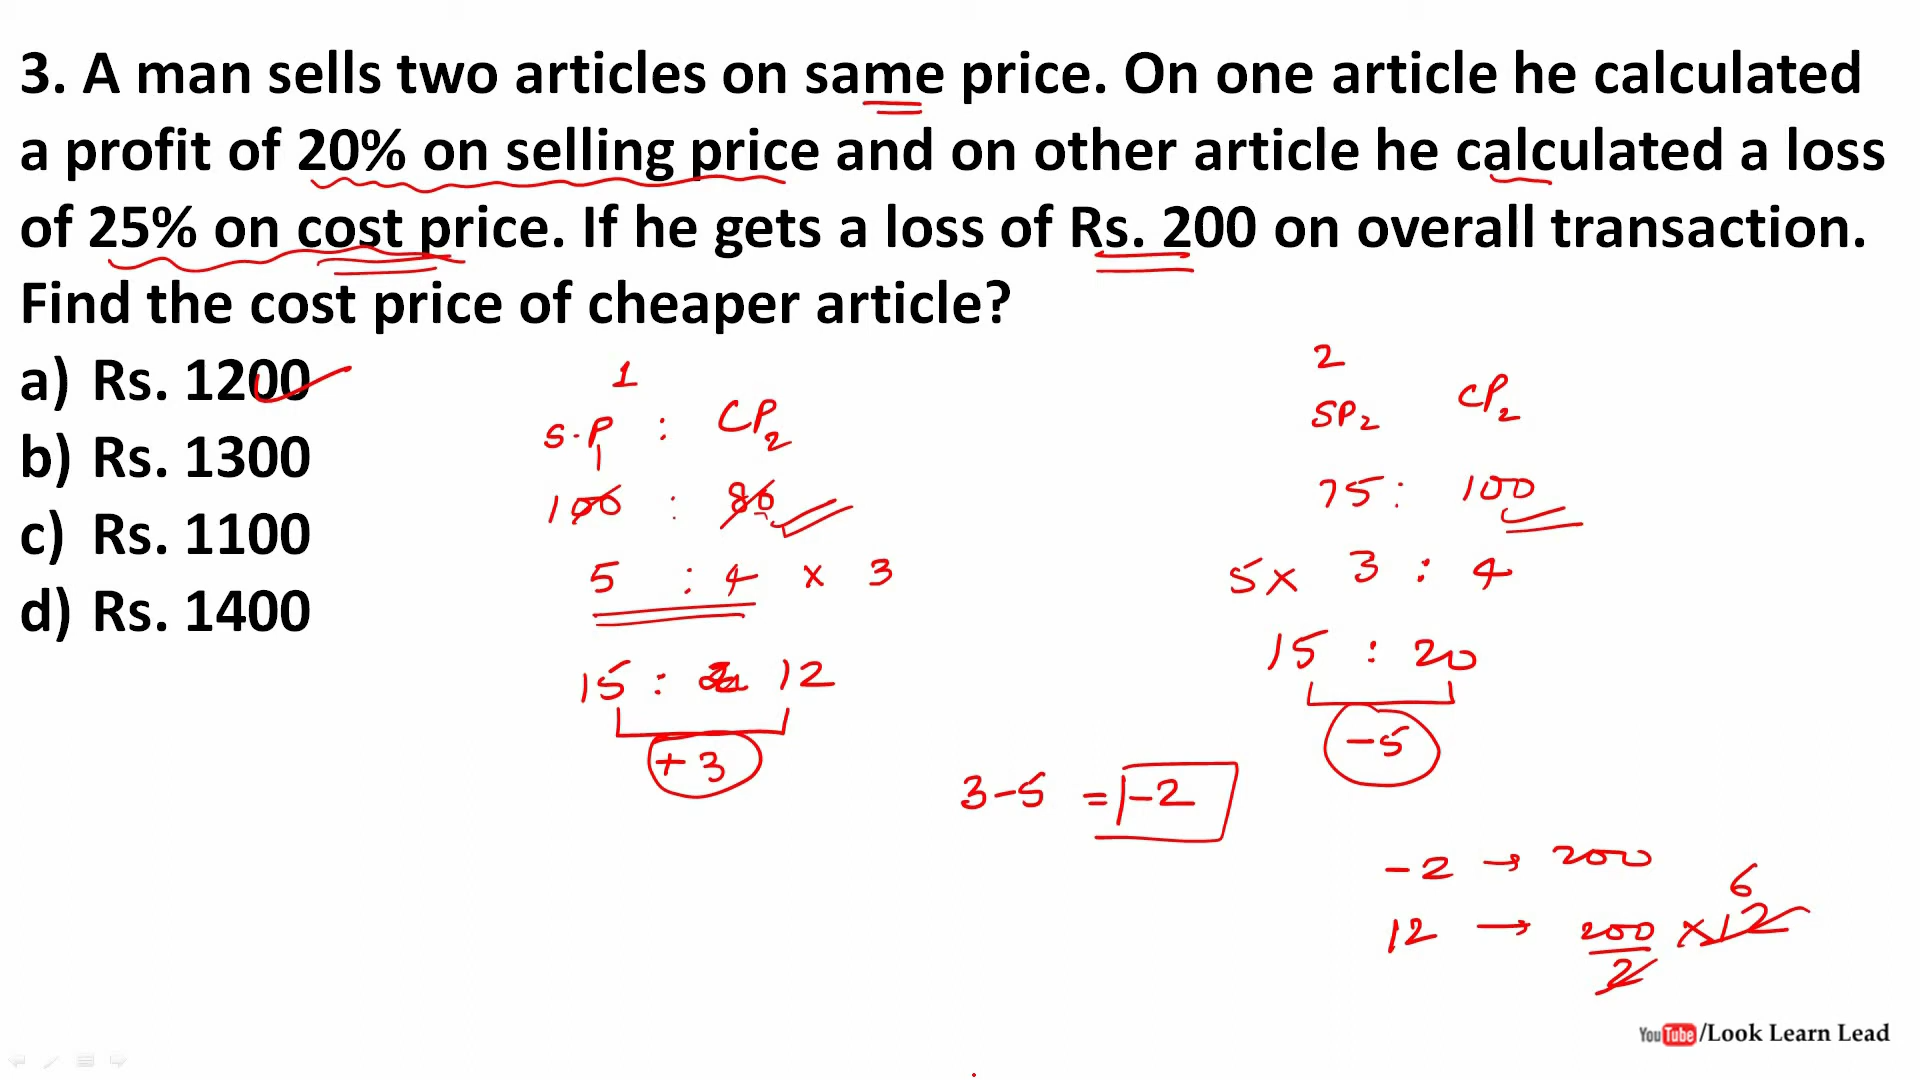 3. A man sells two articles on same price. On one article he calculated
a profit of 20% on selling price and on other article he calculated a loss
of 25% on cost price. If he gets a loss of Rs. 200 on overall transaction.
Find the cost price of cheaper article?
a) Rs. 1200
b) Rs. 1300
c) Rs. 1100
d) Rs. 1400
1
S.P1 : CP2
100 : 80
5 : 4 × 3
15 : 12
+3
2
SP2 CP2
75 : 100
5× 3 : 4
15 : 20
-5
3-5 = -2
-2 → 200
6
12 → 200/2 ×12
YouTube/Look Learn Lead